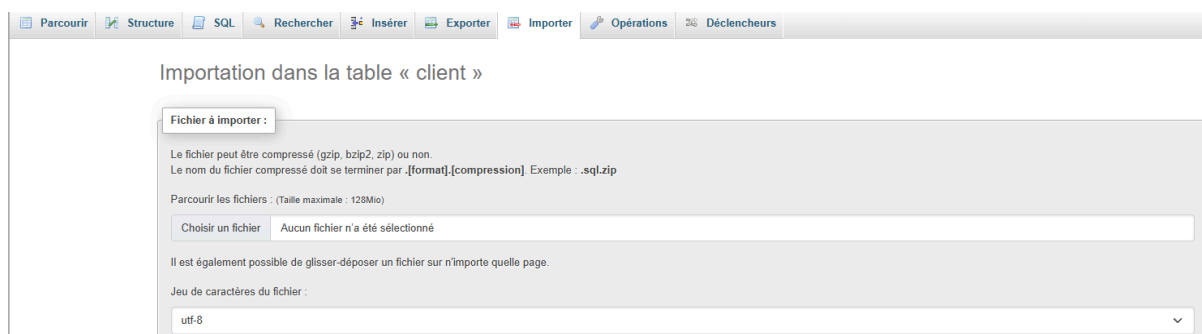 Parcourir Structure SQL Rechercher Insérer Exporter Importer Opérations Déclencheurs
Importation dans la table « client »
Fichier à importer :
Le fichier peut être compressé (gzip, bzip2, zip) ou non.
Le nom du fichier compressé doit se terminer par .[format].[compression]. Exemple : .sql.zip
Parcourir les fichiers : (Taille maximale : 128Mio)
Choisir un fichier Aucun fichier n'a été sélectionné
Il est également possible de glisser-déposer un fichier sur n'importe quelle page.
Jeu de caractères du fichier :
utf-8